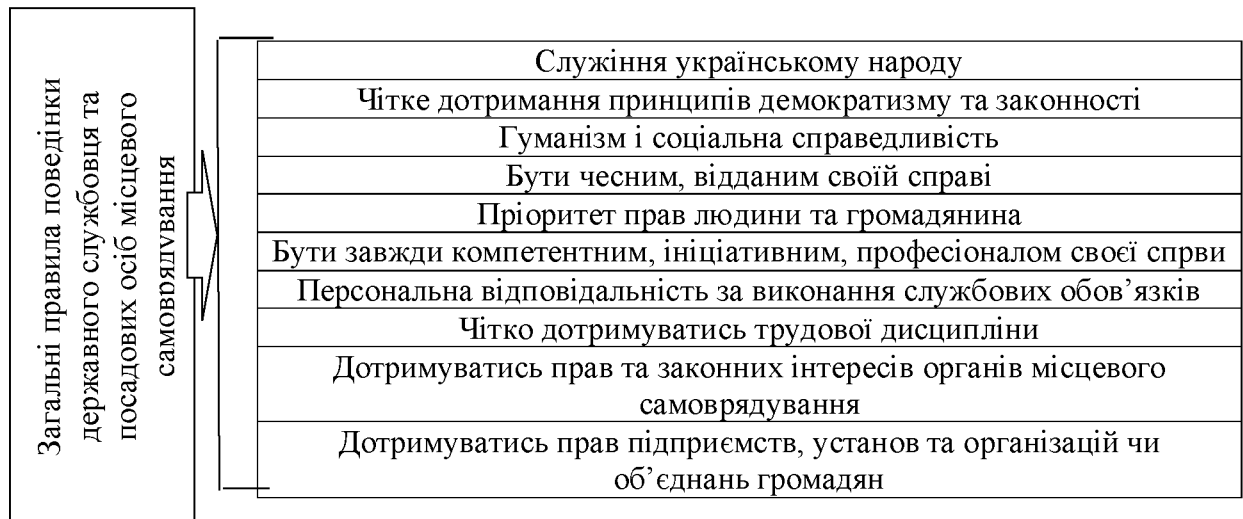 Загальні правила поведінки
державного службовця та
посадових осіб місцевого
самоврядування
Служіння українському народу
Чітке дотримання принципів демократизму та законності
Гуманізм і соціальна справедливість
Бути чесним, відданим своїй справі
Пріоритет прав людини та громадянина
Бути завжди компетентним, ініціативним, професіоналом своєї спрви
Персональна відповідальність за виконання службових обов’язків
Чітко дотримуватись трудової дисципліни
Дотримуватись прав та законних інтересів органів місцевого
самоврядування
Дотримуватись прав підприємств, установ та організацій чи
об’єднань громадян